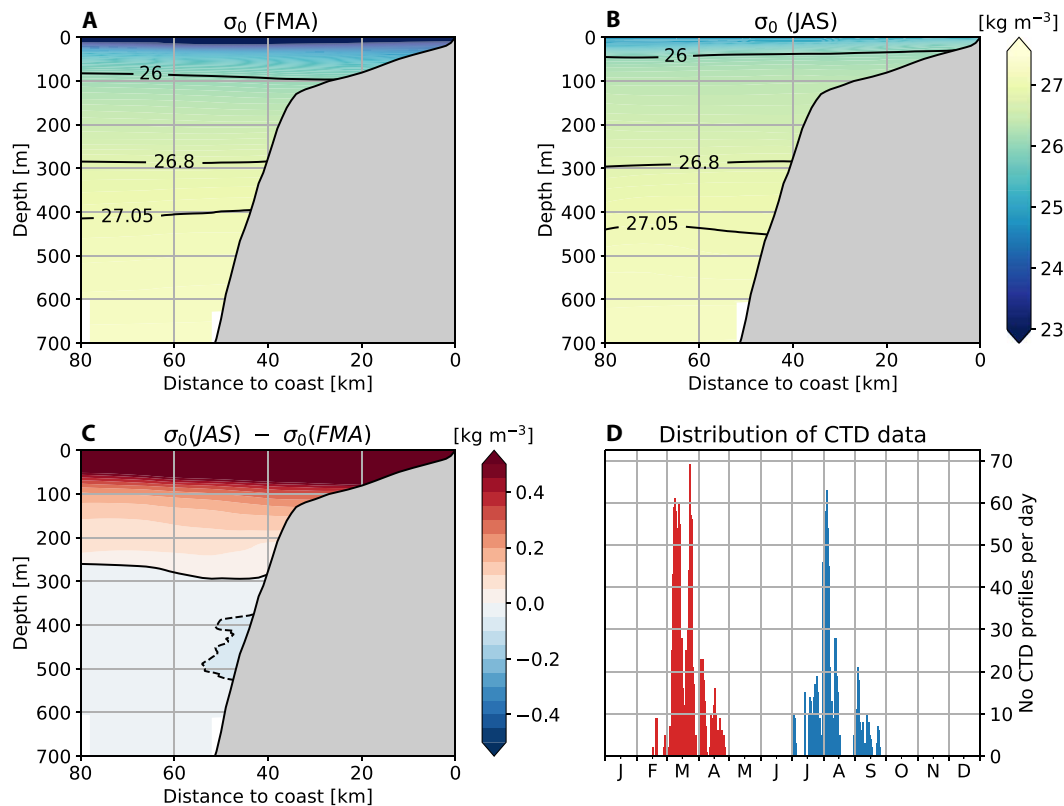 A σ₀ (FMA)
0
100
200
300
400
500
600
700
Depth [m]
26
26.8
27.05
80 60 40 20 0
Distance to coast [km]
B σ₀ (JAS)
[kg m⁻³]
0
100
200
300
400
500
600
700
Depth [m]
26
26.8
27.05
80 60 40 20 0
Distance to coast [km]
27
26
25
24
23
C σ₀(JAS) − σ₀(FMA)
[kg m⁻³]
0
100
200
300
400
500
600
700
Depth [m]
80 60 40 20 0
Distance to coast [km]
0.4
0.2
0.0
−0.2
−0.4
D Distribution of CTD data
70
60
50
40
30
20
10
0
No CTD profiles per day
J F M A M J J A S O N D